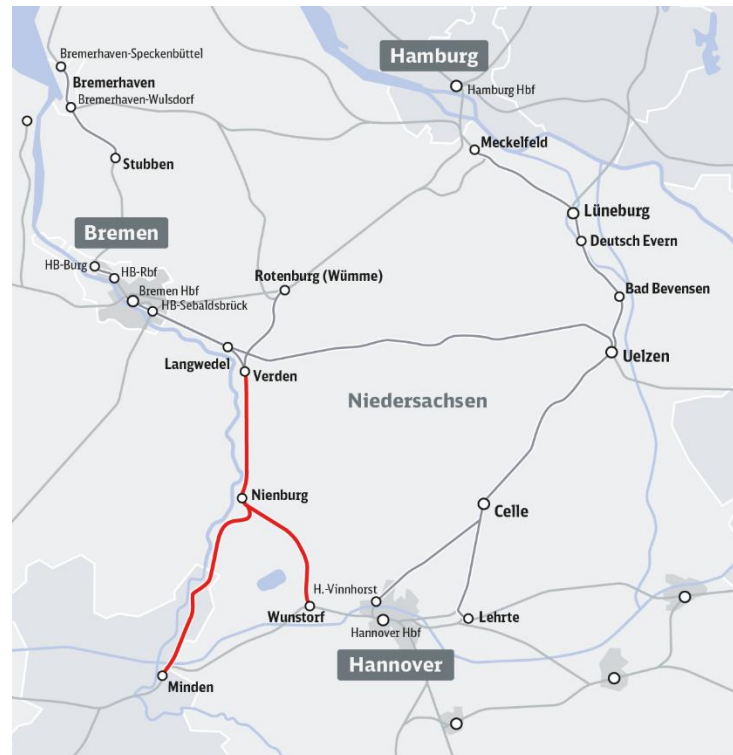 Bremerhaven-Speckenbüttel
Bremerhaven
Bremerhaven-Wulsdorf
Stubben
Hamburg
Hamburg Hbf
Meckelfeld
Lüneburg
Deutsch Evern
Bad Bevensen
Uelzen
Bremen
HB-Burg
HB-Rbf
Bremen Hbf
HB-Sebaldsbrück
Rotenburg (Wümme)
Langwedel
Verden
Niedersachsen
Nienburg
Celle
H.-Vinnhorst
Wunstorf
Hannover Hbf
Lehrte
Hannover
Minden